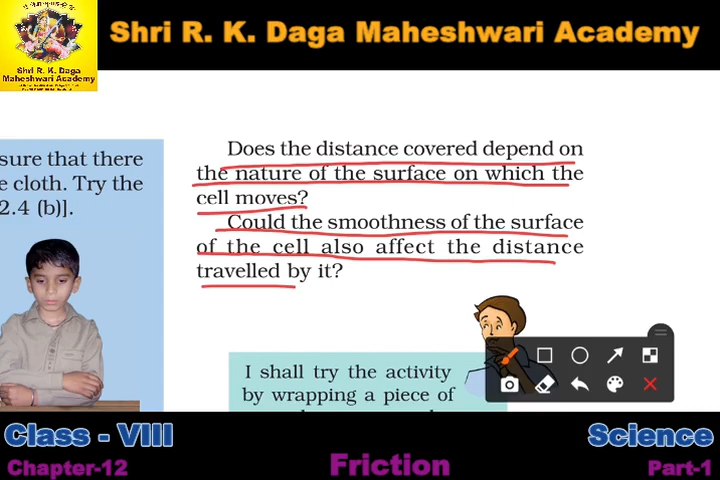 Shri R. K. Daga Maheshwari Academy
Shri R. K. Daga
Maheshwari Academy
sure that there
e cloth. Try the
2.4 (b)].
Does the distance covered depend on
the nature of the surface on which the
cell moves?
Could the smoothness of the surface
of the cell also affect the distance
travelled by it?
I shall try the activity
by wrapping a piece of
Class - VIII
Science
Chapter-12
Friction
Part-1